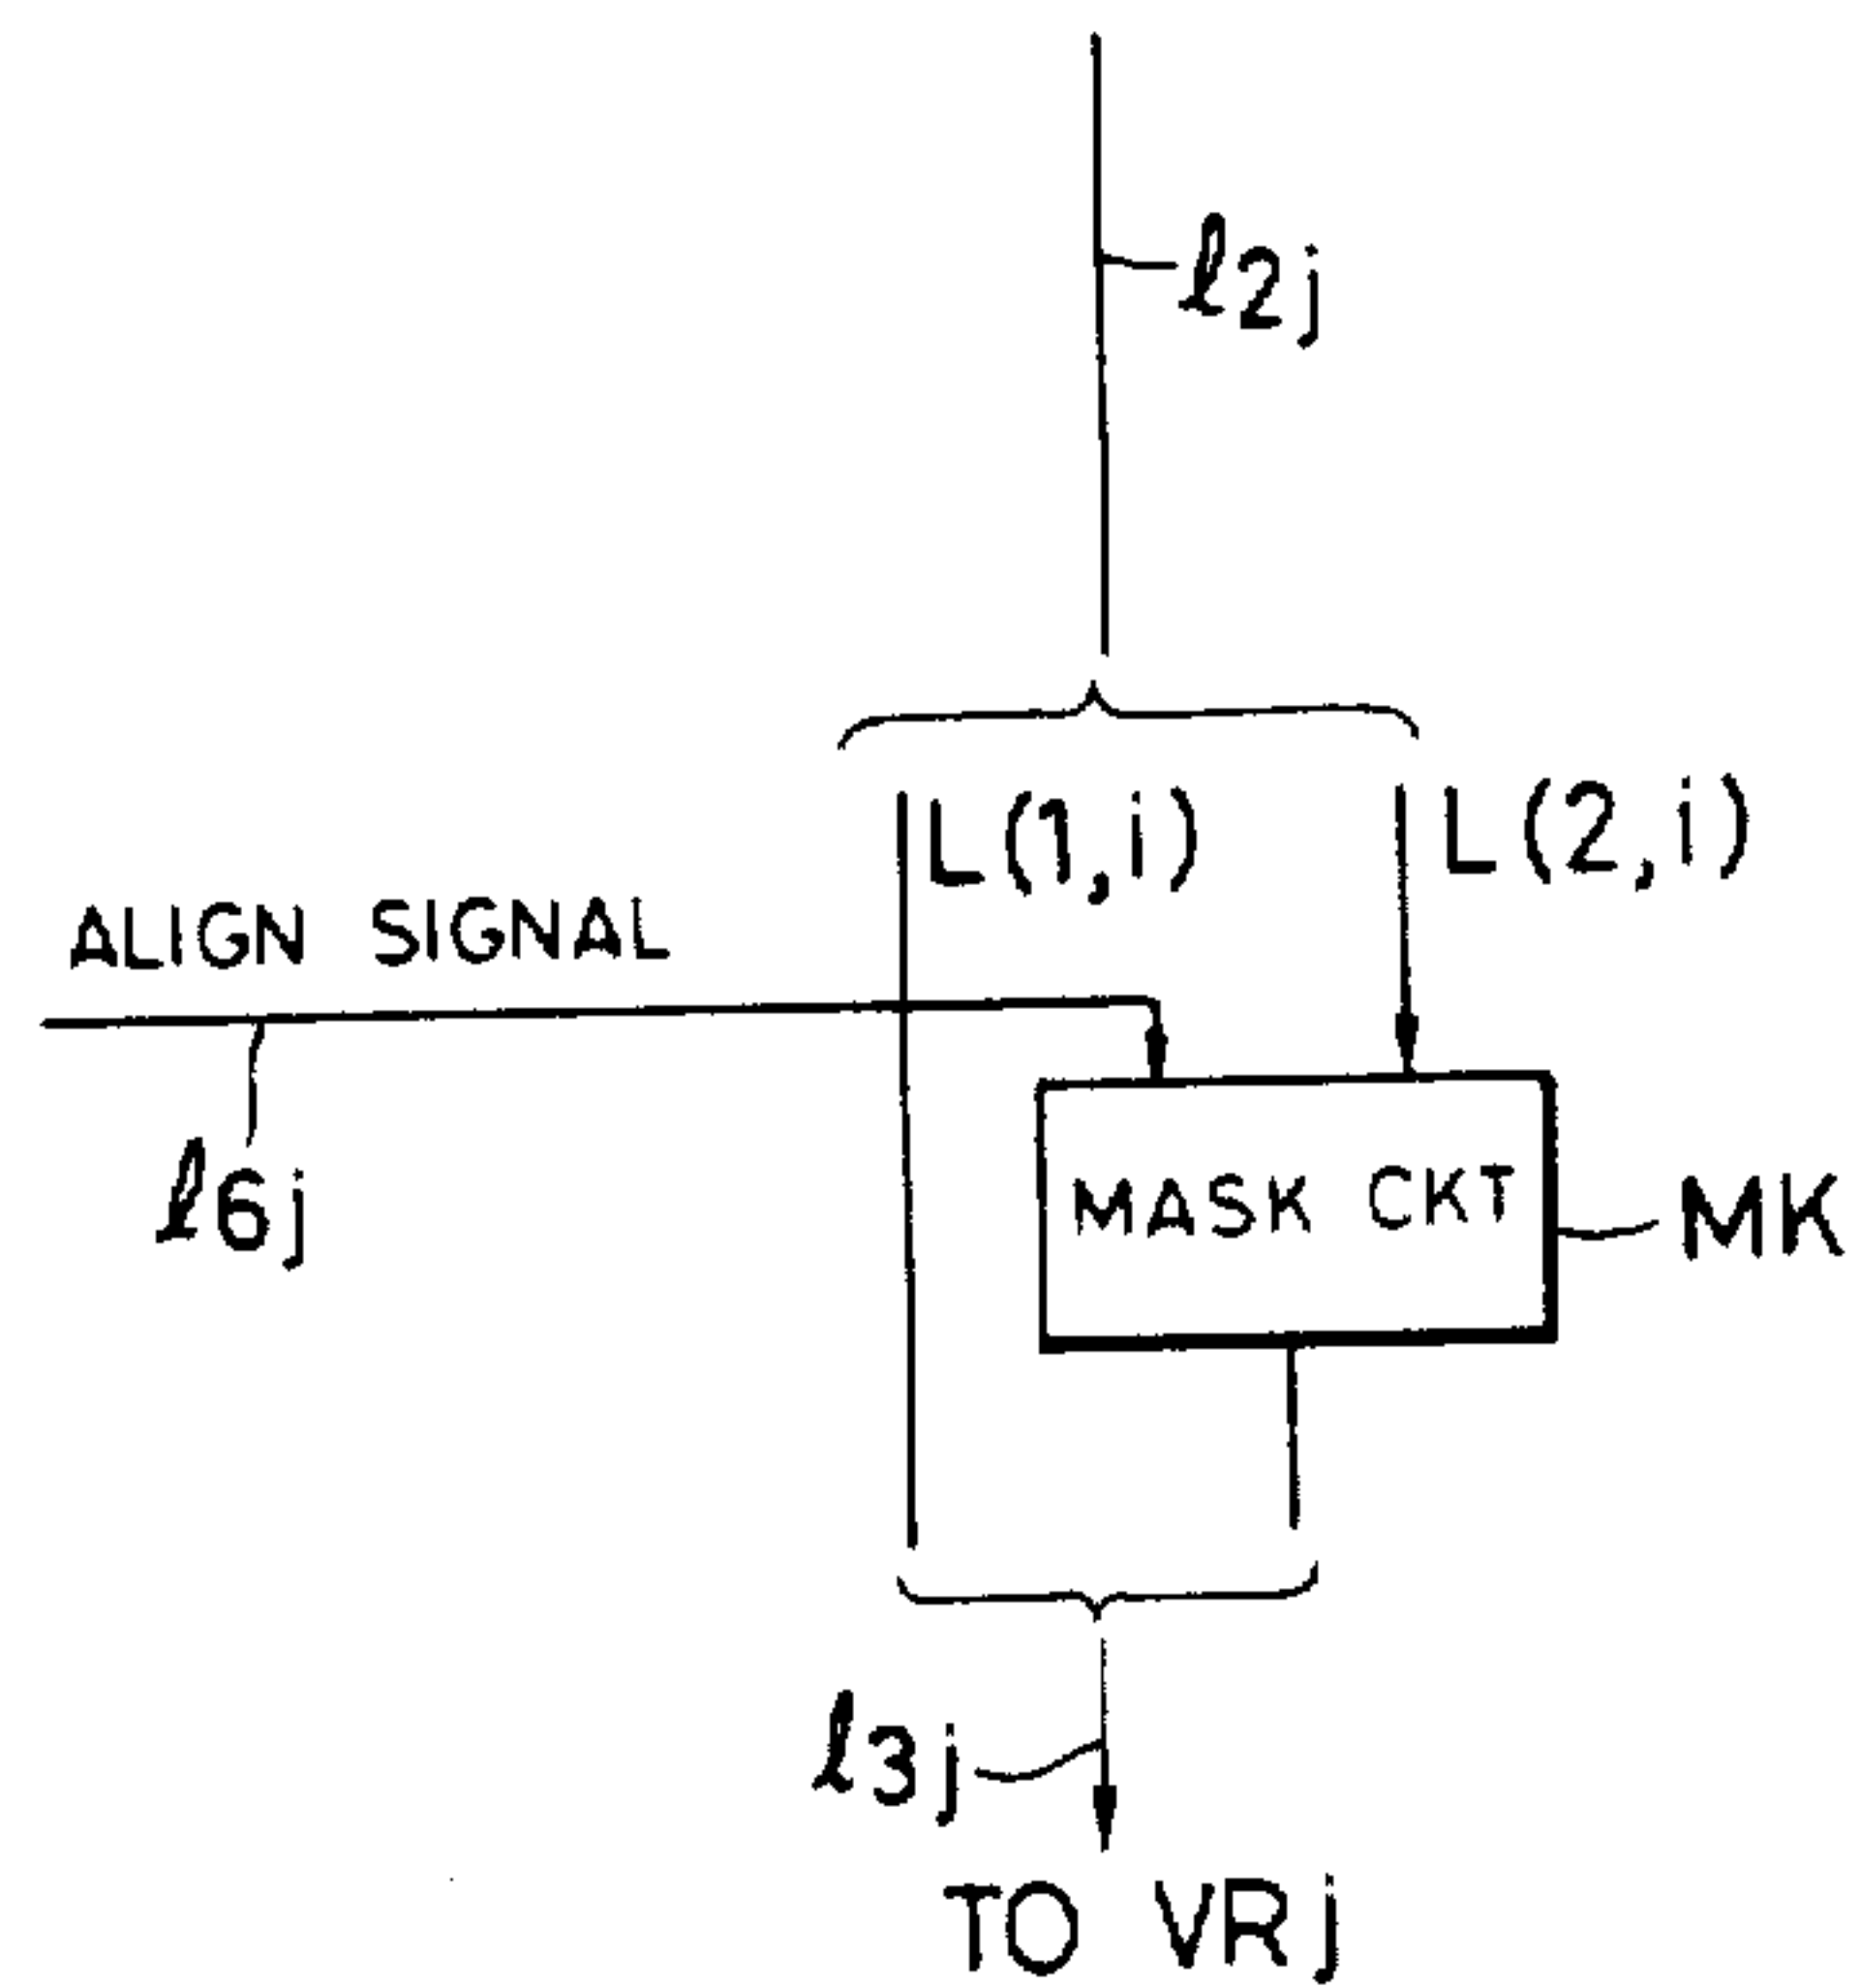 ℓ2j
L(1,i)
L(2,i)
ALIGN SIGNAL
ℓ6j
MASK CKT
MK
ℓ3j
TO VRj